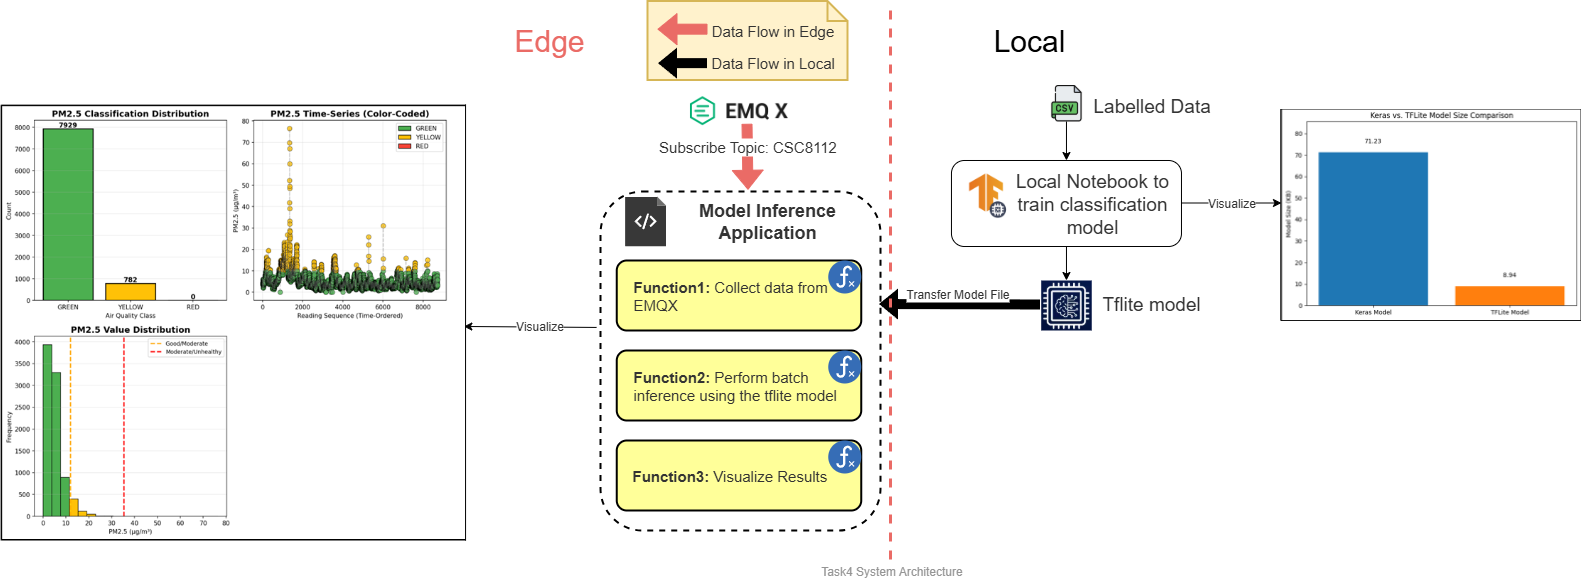 Edge
Data Flow in Edge
Data Flow in Local
Local
EMQ X
Subscribe Topic: CSC8112
Model Inference
Application
Function1: Collect data from
EMQX
Function2: Perform batch
inference using the tflite model
Function3: Visualize Results
Visualize
PM2.5 Classification Distribution
8000
7000
6000
5000
4000
3000
2000
1000
0
Count
7929
782
0
GREEN
YELLOW
RED
Air Quality Class
PM2.5 Time-Series (Color-Coded)
GREEN
YELLOW
RED
80
70
60
50
40
30
20
10
0
PM2.5 (µg/m³)
0
2000
4000
6000
8000
Reading Sequence (Time-Ordered)
PM2.5 Value Distribution
Good/Moderate
Moderate/Unhealthy
4000
3500
3000
2500
2000
1500
1000
500
0
Frequency
0
10
20
30
40
50
60
70
80
PM2.5 (µg/m³)
CSV
Labelled Data
TF
Local Notebook to
train classification
model
Visualize
Transfer Model File
Tflite model
Keras vs. TFLite Model Size Comparison
80
70
60
50
40
30
20
10
0
Model Size (KB)
71.23
8.94
Keras Model
TFLite Model
Task4 System Architecture